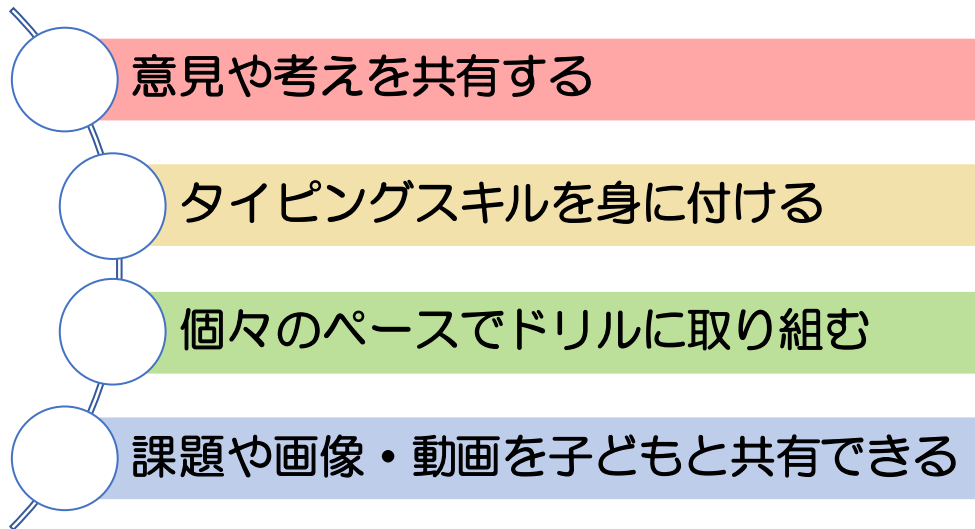 意見や考えを共有する
タイピングスキルを身に付ける
個々のペースでドリルに取り組む
課題や画像・動画を子どもと共有できる